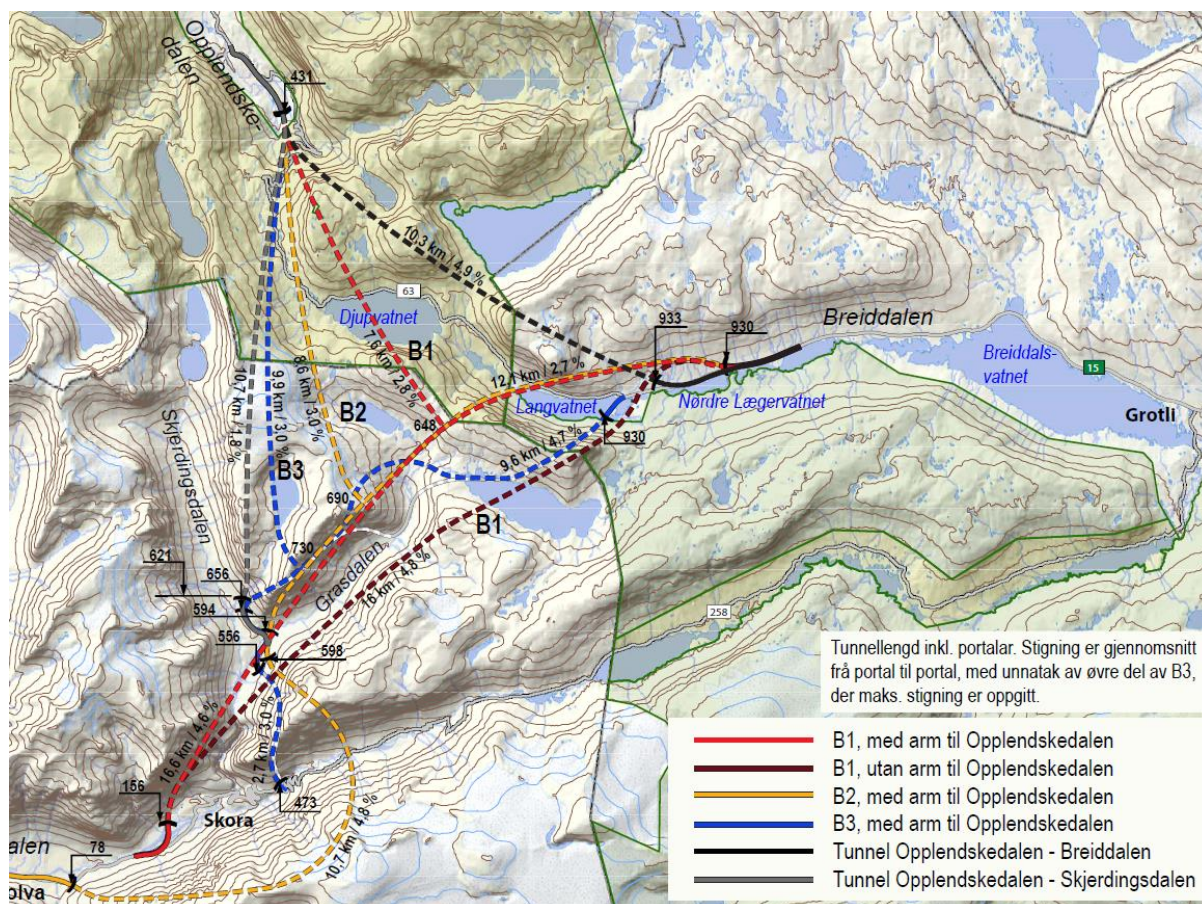 Opplendske-
dalen
431
10,3 km / 4,9 %
63
Djupvatnet
7,6 km / 2,8 %
B1
8,6 km / 3,0 %
B2
9,9 km / 3,0 %
B3
10,7 km / 1,8 %
Skjerdingsdalen
12,1 km / 2,7 %
933
930
Breiddalen
Breiddals-
vatnet
15
Grotli
Langvatnet
Nørdre Lægervatnet
648
930
9,6 km / 4,7 %
690
B1
730
Grasdalen
16 km / 4,8 %
621
656
594
556
598
258
16,6 km / 4,6 %
2,7 km / 3,0 %
156
Skora
473
10,7 km / 4,8 %
alen
78
olva
Tunnellengd inkl. portalar. Stigning er gjennomsnitt
frå portal til portal, med unnatak av øvre del av B3,
der maks. stigning er oppgitt.
B1, med arm til Opplendskedalen
B1, utan arm til Opplendskedalen
B2, med arm til Opplendskedalen
B3, med arm til Opplendskedalen
Tunnel Opplendskedalen - Breiddalen
Tunnel Opplendskedalen - Skjerdingsdalen